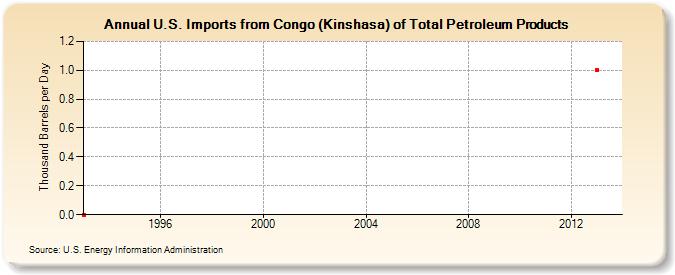 Annual U.S. Imports from Congo (Kinshasa) of Total Petroleum Products
Thousand Barrels per Day
1.2
1.0
0.8
0.6
0.4
0.2
0.0
1996 2000 2004 2008 2012
Source: U.S. Energy Information Administration